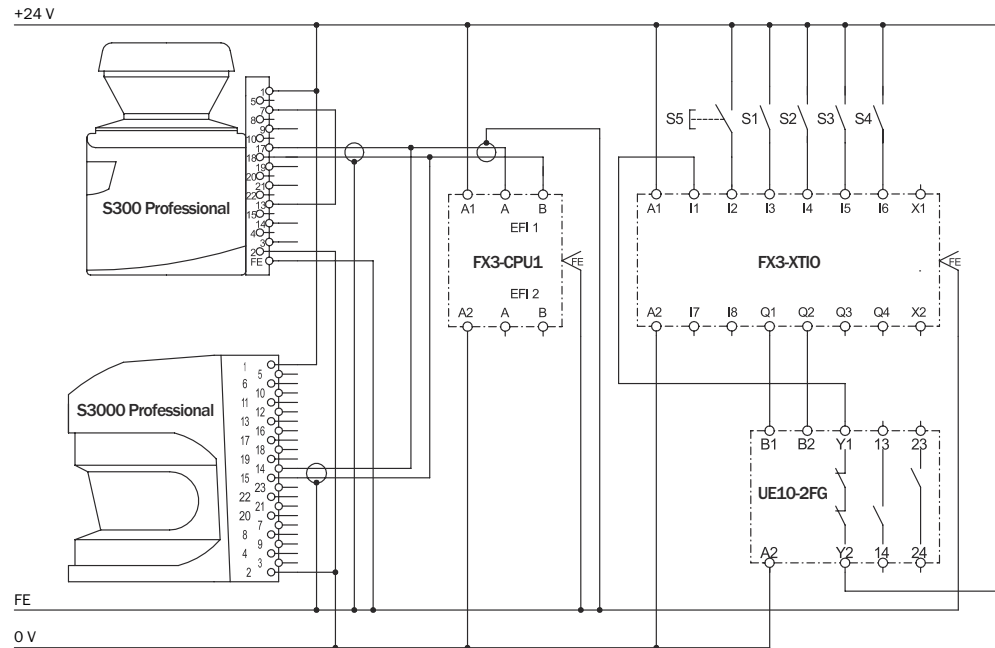 +24 V
S300 Professional
1
5
7
8
9
10
17
18
19
20
21
22
13
15
14
4
3
2
FE
S5
S1
S2
S3
S4
A1 A B
EFI 1
FX3-CPU1
FE
EFI 2
A2 A B
A1 I1 I2 I3 I4 I5 I6 X1
FX3-XTIO
FE
A2 I7 I8 Q1 Q2 Q3 Q4 X2
S3000 Professional
1
5
6
10
11
12
13
16
17
18
19
14
15
23
22
21
20
7
8
9
4
3
2
B1 B2 Y1 13 23
UE10-2FG
A2 Y2 14 24
FE
0 V